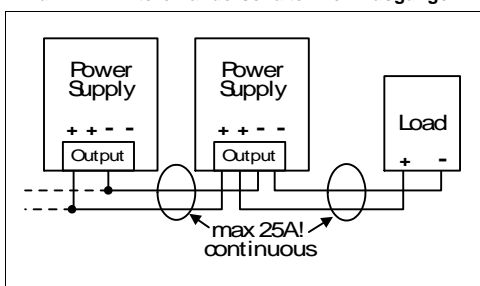 Power
Supply
+ + - -
Output
Power
Supply
+ + - -
Output
Load
+ -
max 25A!
continuous